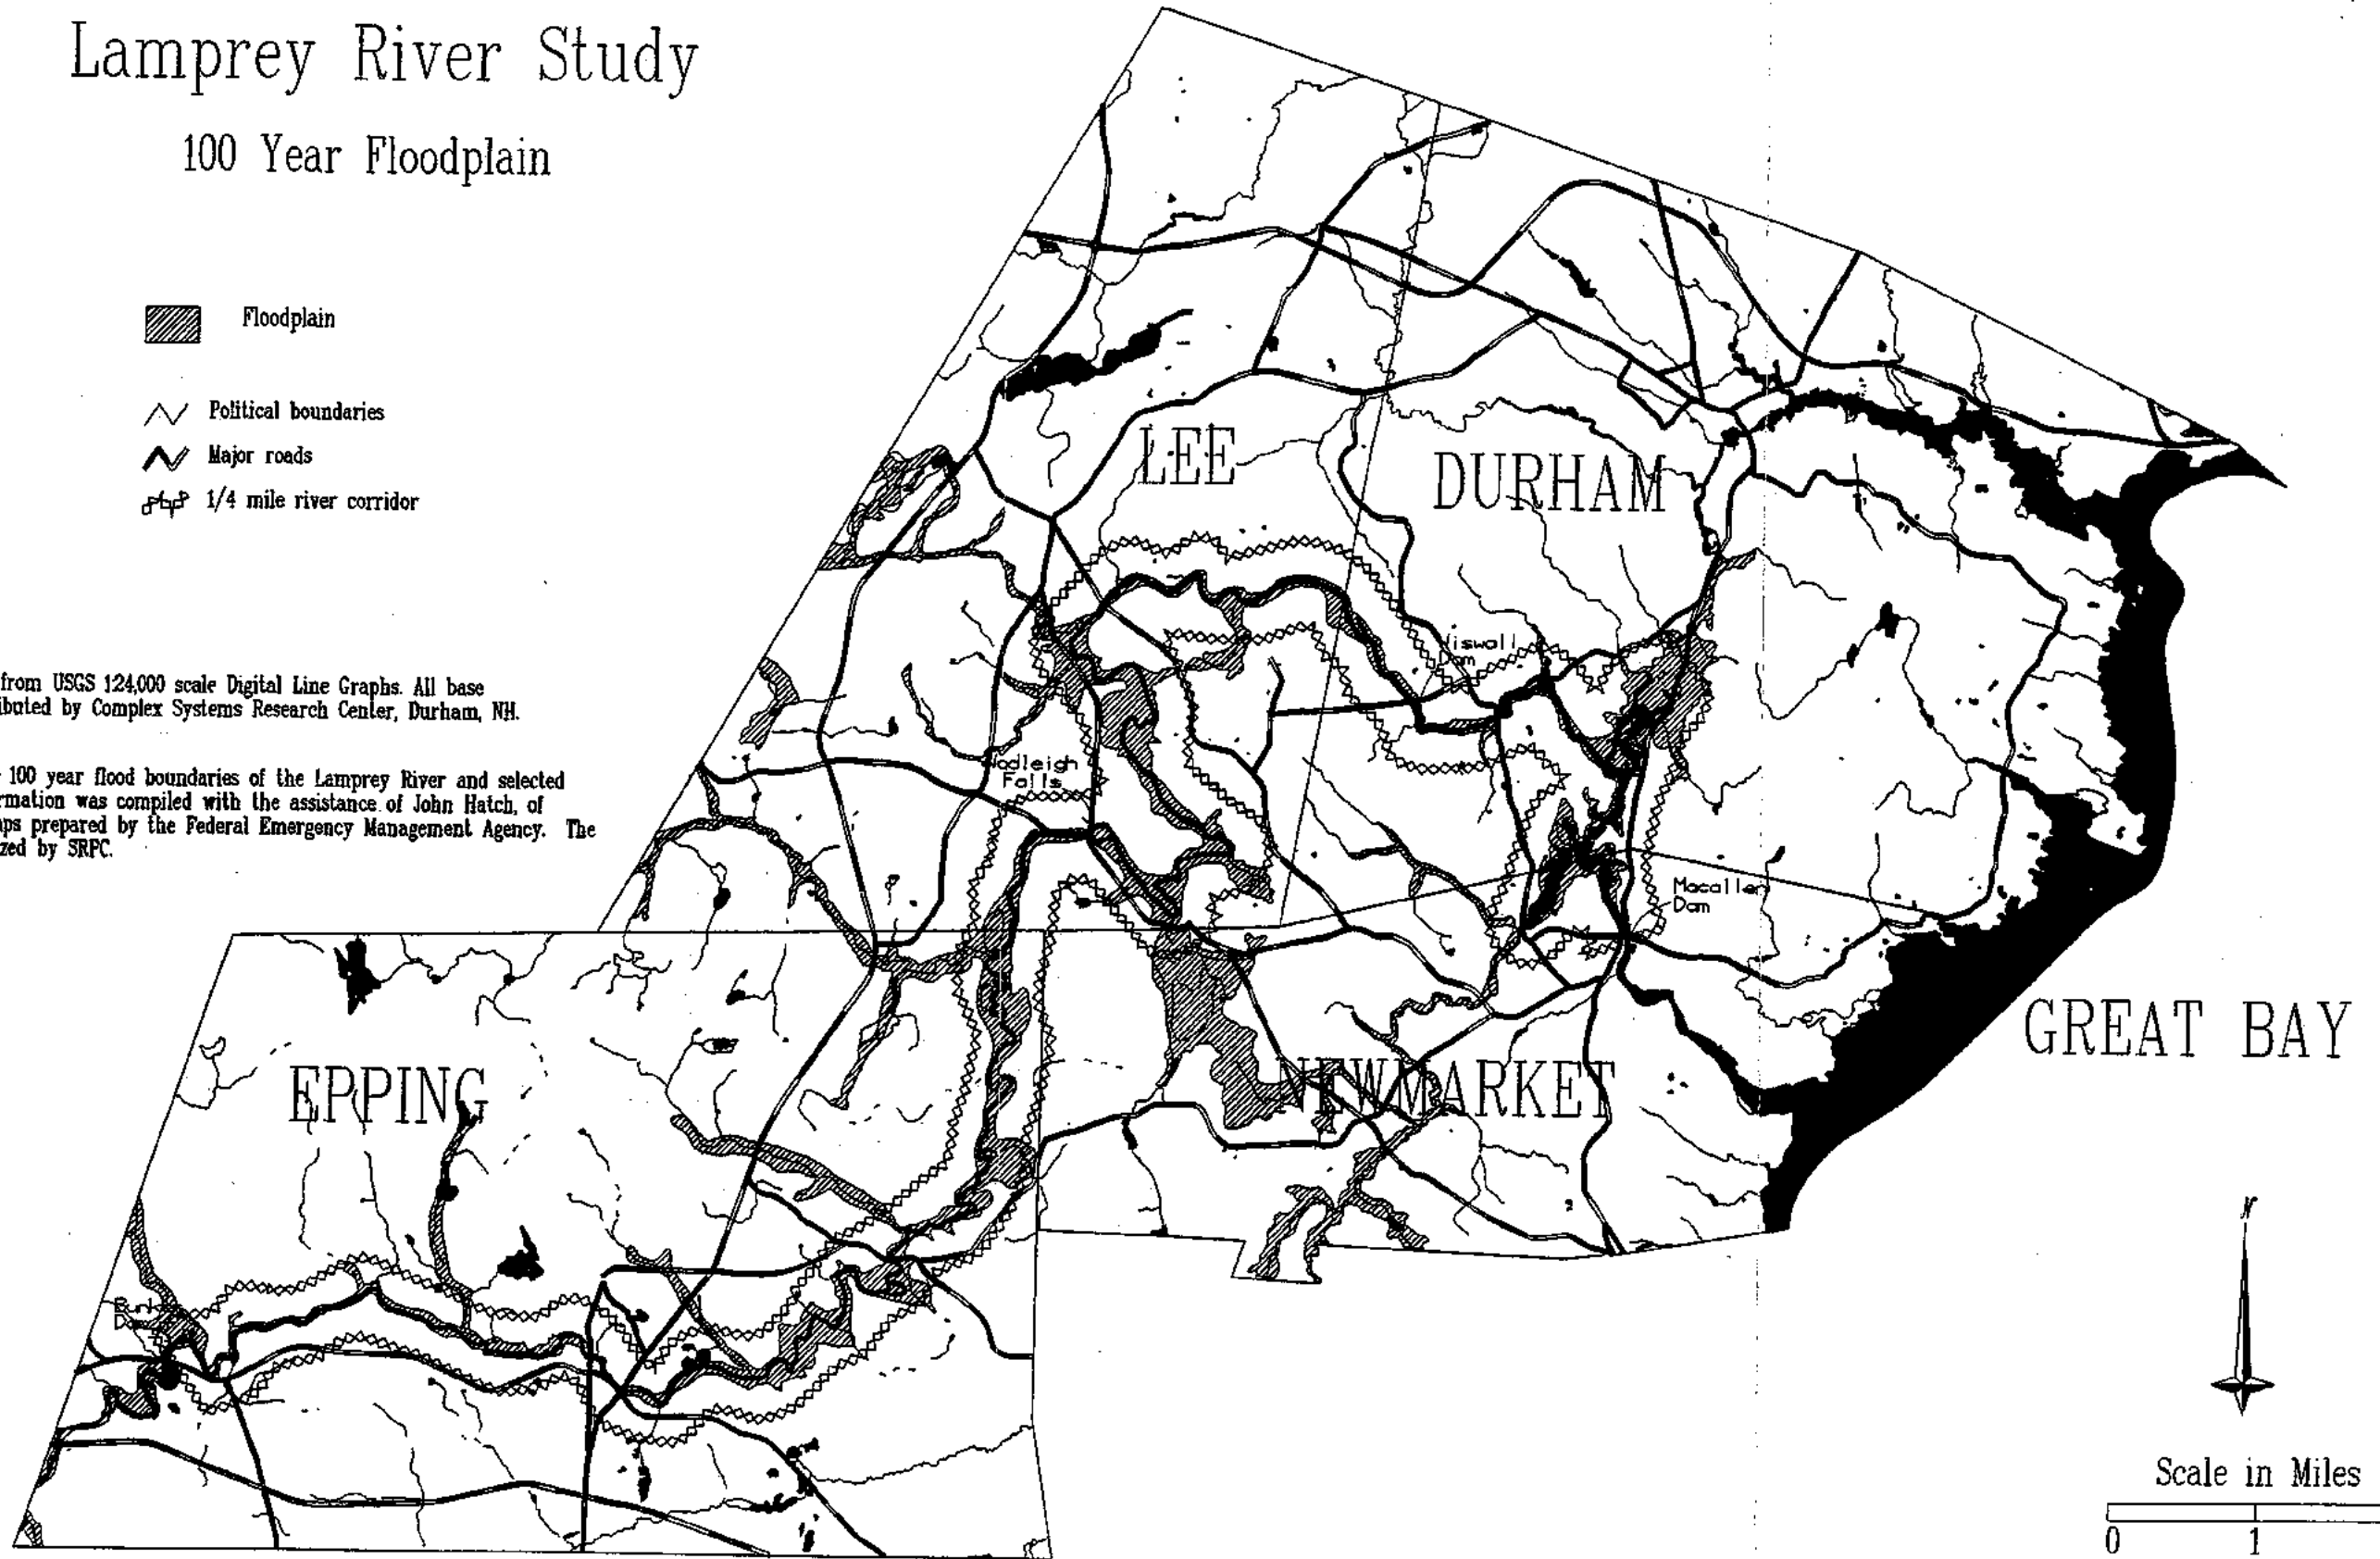 Lamprey River Study
100 Year Floodplain
Floodplain
Political boundaries
Major roads
1/4 mile river corridor
from USGS 1:24,000 scale Digital Line Graphs. All base
ibuted by Complex Systems Research Center, Durham, NH.
100 year flood boundaries of the Lamprey River and selected
rmation was compiled with the assistance of John Hatch, of
aps prepared by the Federal Emergency Management Agency. The
zed by SRPC.
LEE
DURHAM
Wiswall
Dam
Wadleigh
Falls
Macallen
Dam
GREAT BAY
EPPING
NEWMARKET
Dam
N
Scale in Miles
0 1